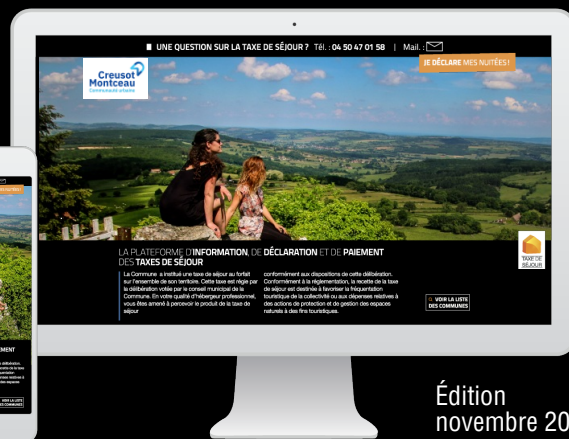 UNE QUESTION SUR LA TAXE DE SÉJOUR ? Tél. : 04 50 47 01 58 | Mail. :
JE DÉCLARE MES NUITÉES !
Creusot
Montceau
Communauté urbaine
LA PLATEFORME D'INFORMATION, DE DÉCLARATION ET DE PAIEMENT
DES TAXES DE SÉJOUR
La Commune a institué une taxe de séjour au forfait
sur l'ensemble de son territoire. Cette taxe est régie par
la délibération votée par le conseil municipal de la
Commune. En votre qualité d'hébergeur professionnel,
vous êtes amené à percevoir le produit de la taxe de
séjour
conformément aux dispositions de cette délibération.
Conformément à la réglementation, la recette de la taxe
de séjour est destinée à favoriser la fréquentation
touristique de la collectivité ou aux dépenses relatives à
des actions de protection et de gestion des espaces
naturels à des fins touristiques.
TAXE DE
SÉJOUR
VOIR LA LISTE
DES COMMUNES
VOIR LA LISTE
DES COMMUNES
Édition
novembre 20